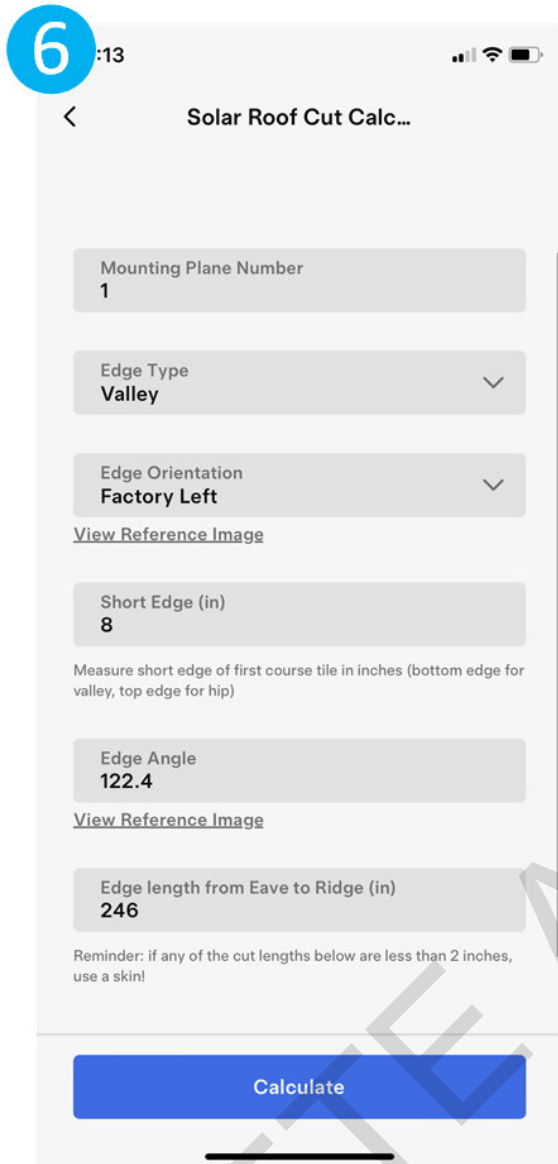 6
:13
Solar Roof Cut Calc...
Mounting Plane Number
1
Edge Type
Valley
Edge Orientation
Factory Left
View Reference Image
Short Edge (in)
8
Measure short edge of first course tile in inches (bottom edge for
valley, top edge for hip)
Edge Angle
122.4
View Reference Image
Edge length from Eave to Ridge (in)
246
Reminder: if any of the cut lengths below are less than 2 inches,
use a skin!
Calculate